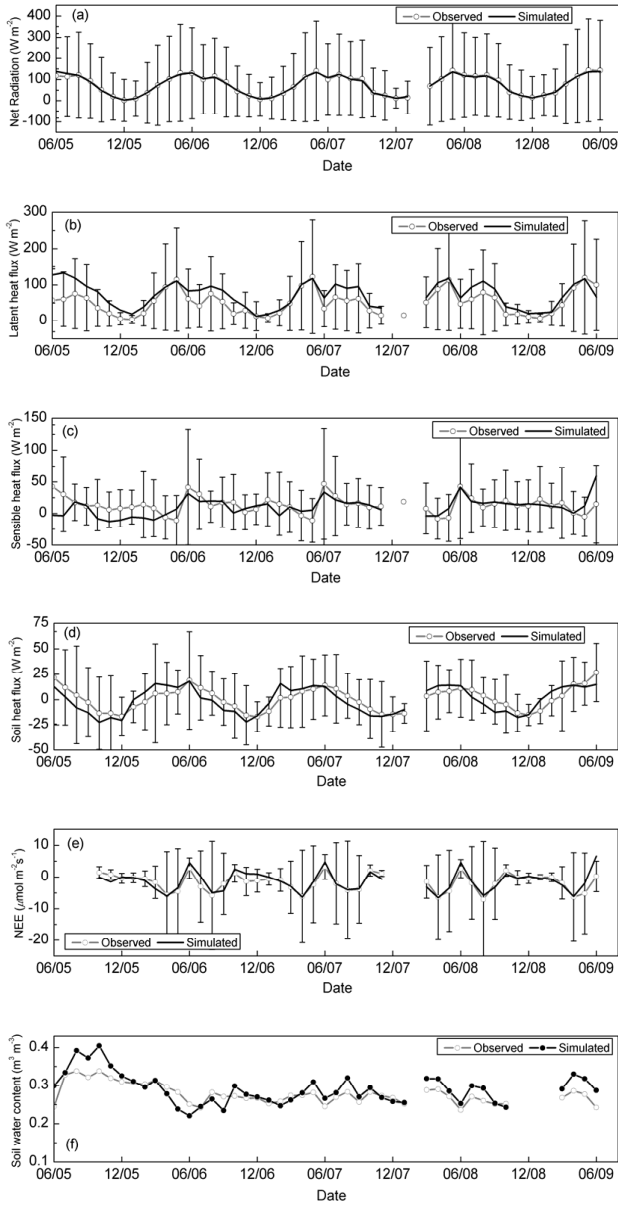 (a)
Observed Simulated
Net Radiation (W m-2)
400
300
200
100
0
-100
06/05 12/05 06/06 12/06 06/07 12/07 06/08 12/08 06/09
Date
(b)
Observed Simulated
Latent heat flux (W m-2)
300
200
100
0
06/05 12/05 06/06 12/06 06/07 12/07 06/08 12/08 06/09
Date
(c)
Observed Simulated
Sensible heat flux (W m-2)
150
100
50
0
-50
06/05 12/05 06/06 12/06 06/07 12/07 06/08 12/08 06/09
Date
(d)
Observed Simulated
Soil heat flux (W m-2)
75
50
25
0
-25
-50
06/05 12/05 06/06 12/06 06/07 12/07 06/08 12/08 06/09
Date
(e)
NEE (μmol m-2s-1)
10
0
-10
-20
Observed Simulated
06/05 12/05 06/06 12/06 06/07 12/07 06/08 12/08 06/09
Date
Observed Simulated
Soil water content (m3 m-3)
0.4
0.3
0.2
0.1
(f)
06/05 12/05 06/06 12/06 06/07 12/07 06/08 12/08 06/09
Date